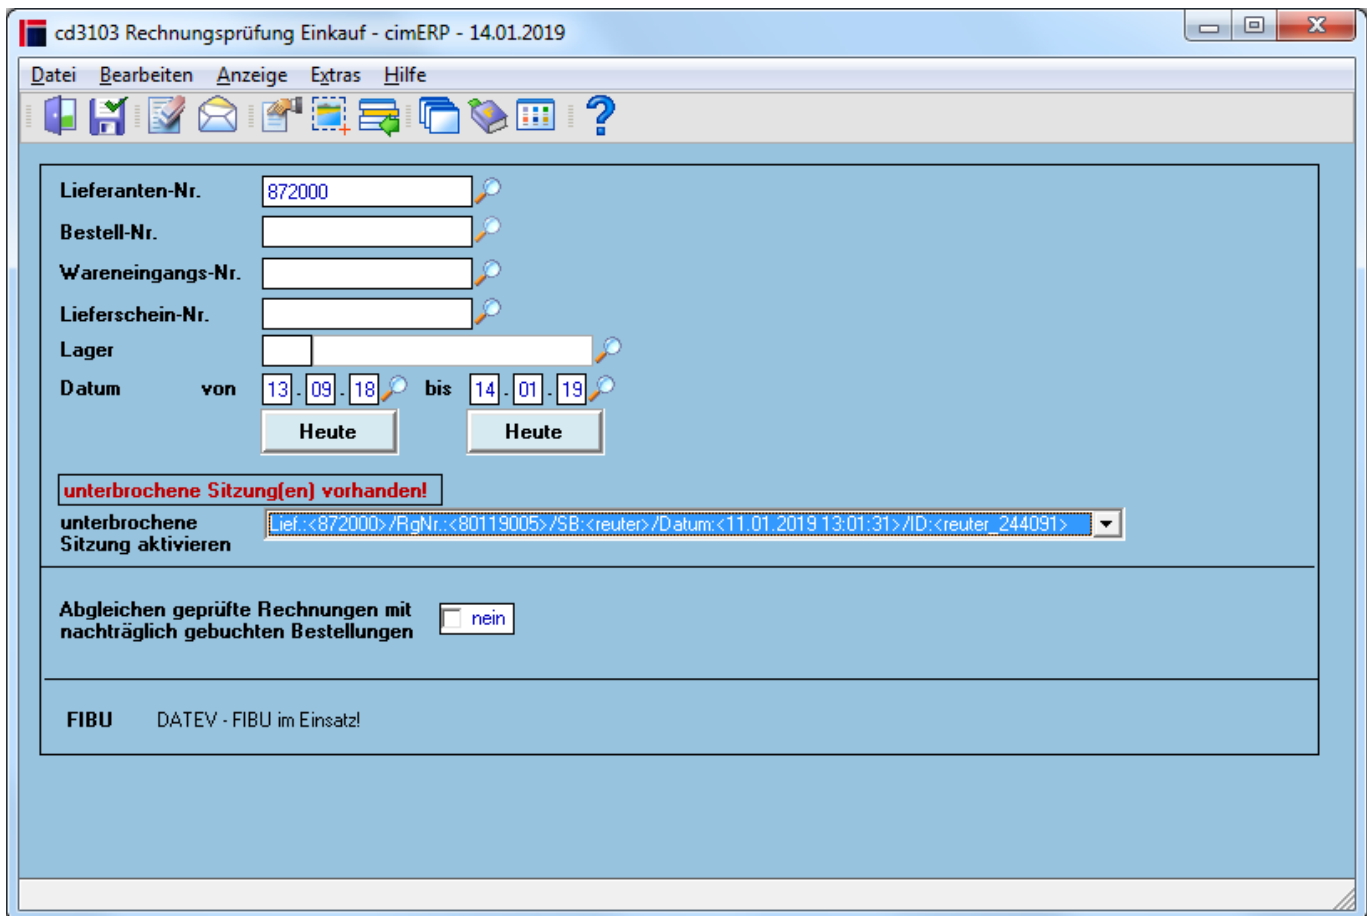 cd3103 Rechnungsprüfung Einkauf - cimERP - 14.01.2019
Datei Bearbeiten Anzeige Extras Hilfe
Lieferanten-Nr. 872000
Bestell-Nr.
Wareneingangs-Nr.
Lieferschein-Nr.
Lager
Datum von 13.09.18 bis 14.01.19
Heute Heute
unterbrochene Sitzung(en) vorhanden!
unterbrochene
Sitzung aktivieren Lief.:<872000>/RgNr.:<80119005>/SB:<reuter>/Datum:<11.01.2019 13:01:31>/ID:<reuter_244091>
Abgleichen geprüfte Rechnungen mit
nachträglich gebuchten Bestellungen nein
FIBU DATEV - FIBU im Einsatz!